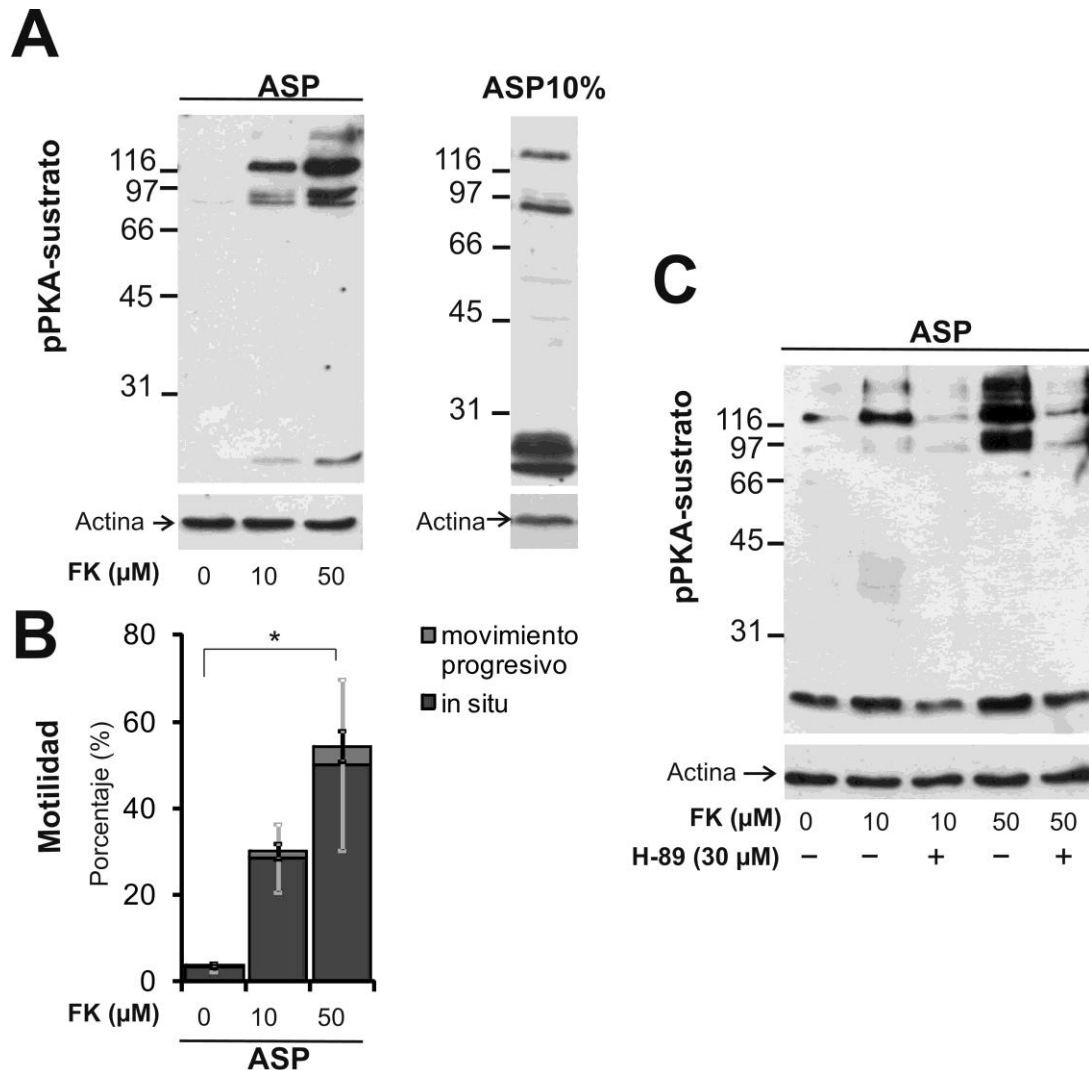 A
ASP
pPKA-sustrato
116
97
66
45
31
Actina
FK (µM)
0 10 50
ASP10%
116
97
66
45
31
Actina
B
Motilidad
Porcentaje (%)
80
60
40
20
0
*
movimiento
progresivo
in situ
FK (µM)
0 10 50
ASP
C
ASP
pPKA-sustrato
116
97
66
45
31
Actina
FK (µM) 0 10 10 50 50
H-89 (30 µM) – – + – +